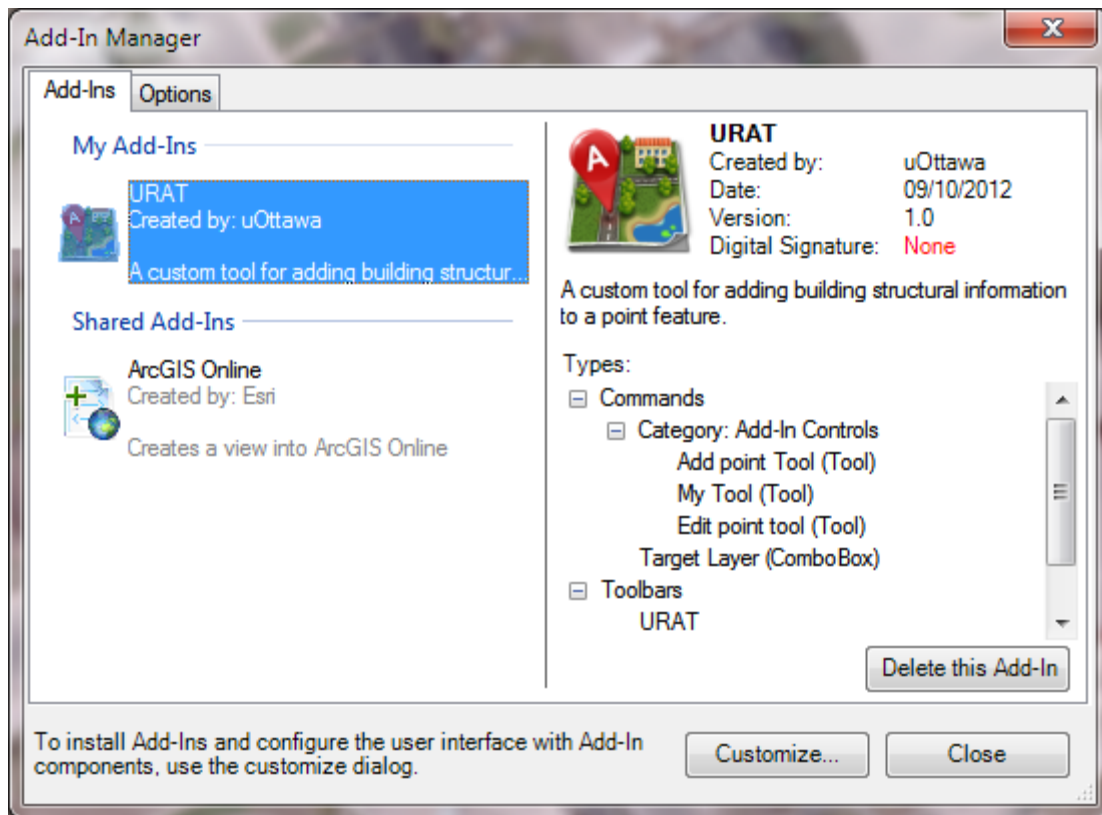 Add-In Manager
Add-Ins
Options
My Add-Ins
URAT
Created by: uOttawa
A custom tool for adding building structur...
Shared Add-Ins
ArcGIS Online
Created by: Esri
Creates a view into ArcGIS Online
A
URAT
Created by: uOttawa
Date: 09/10/2012
Version: 1.0
Digital Signature: None
A custom tool for adding building structural information
to a point feature.
Types:
Commands
Category: Add-In Controls
Add point Tool (Tool)
My Tool (Tool)
Edit point tool (Tool)
Target Layer (ComboBox)
Toolbars
URAT
Delete this Add-In
To install Add-Ins and configure the user interface with Add-In
components, use the customize dialog.
Customize...
Close